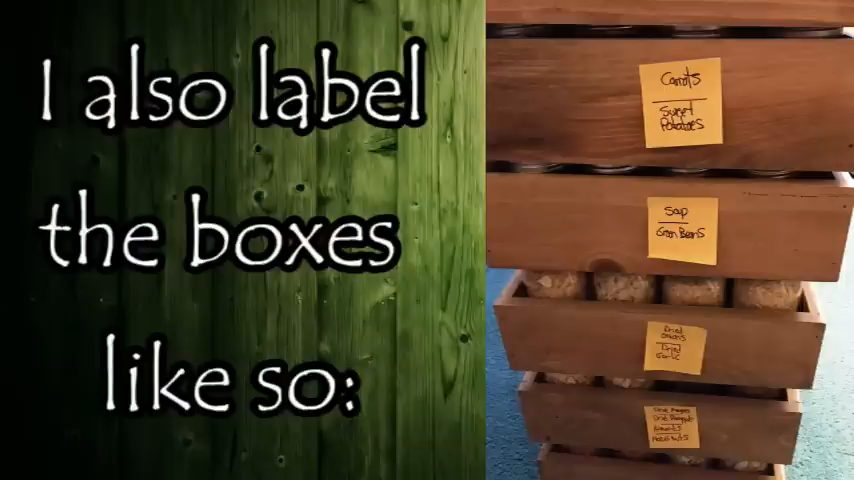 I also label
the boxes
like so:
Carrots
Sweet
Potatoes
Soup
Green Beans
Dried
Onions
Dried
Garlic